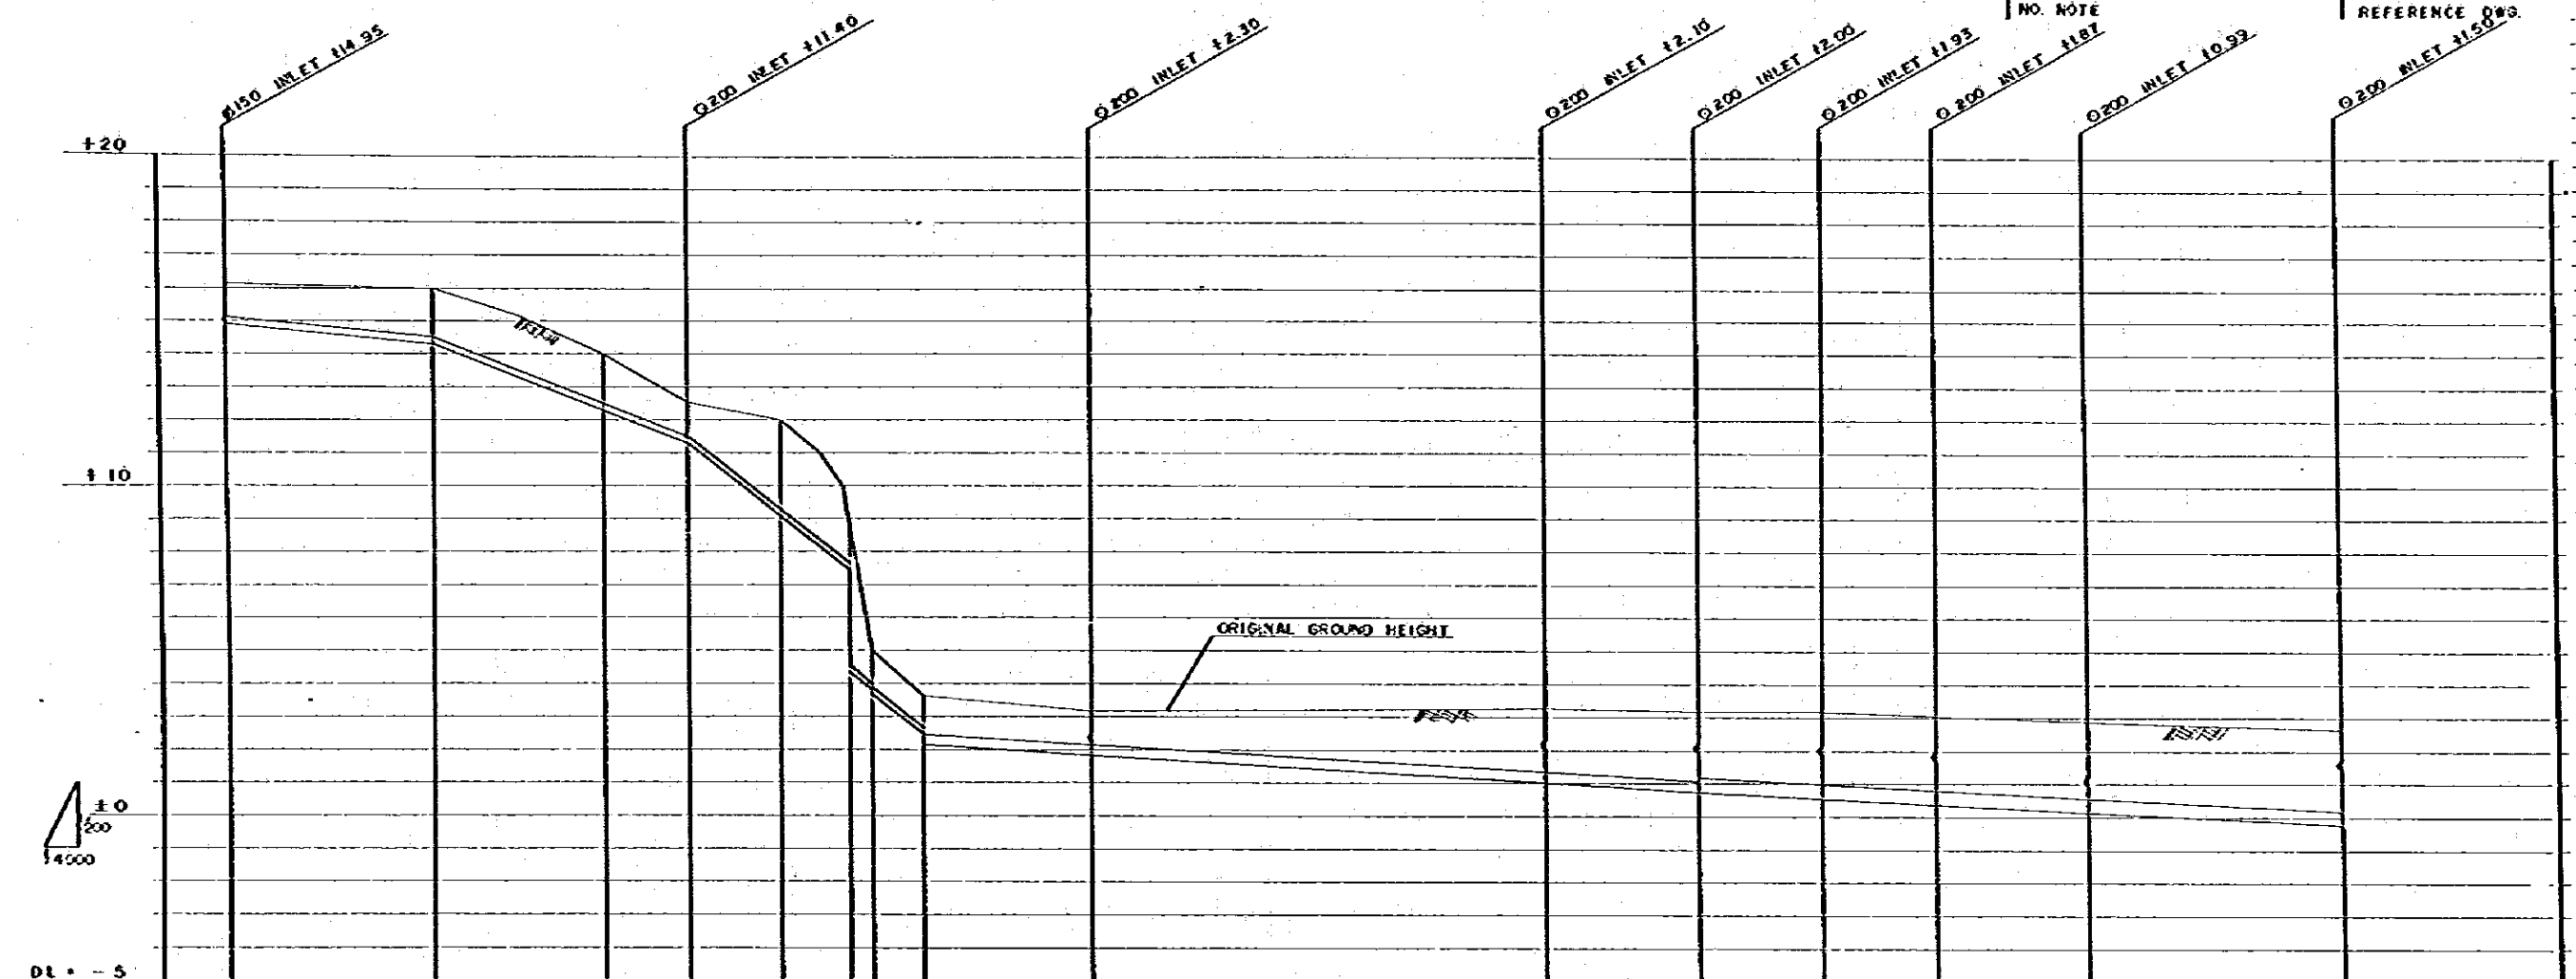 NO. NOTE
REFERENCE DWG.
Ø150 INLET +14.95
Ø200 INLET +11.40
Ø200 INLET +2.30
Ø200 INLET +2.10
Ø200 INLET +2.00
Ø200 INLET +1.93
Ø200 INLET +1.87
Ø200 INLET +0.99
Ø200 INLET +1.50
+20
+10
ORIGINAL GROUND HEIGHT
±0
200
4000
DL = -5